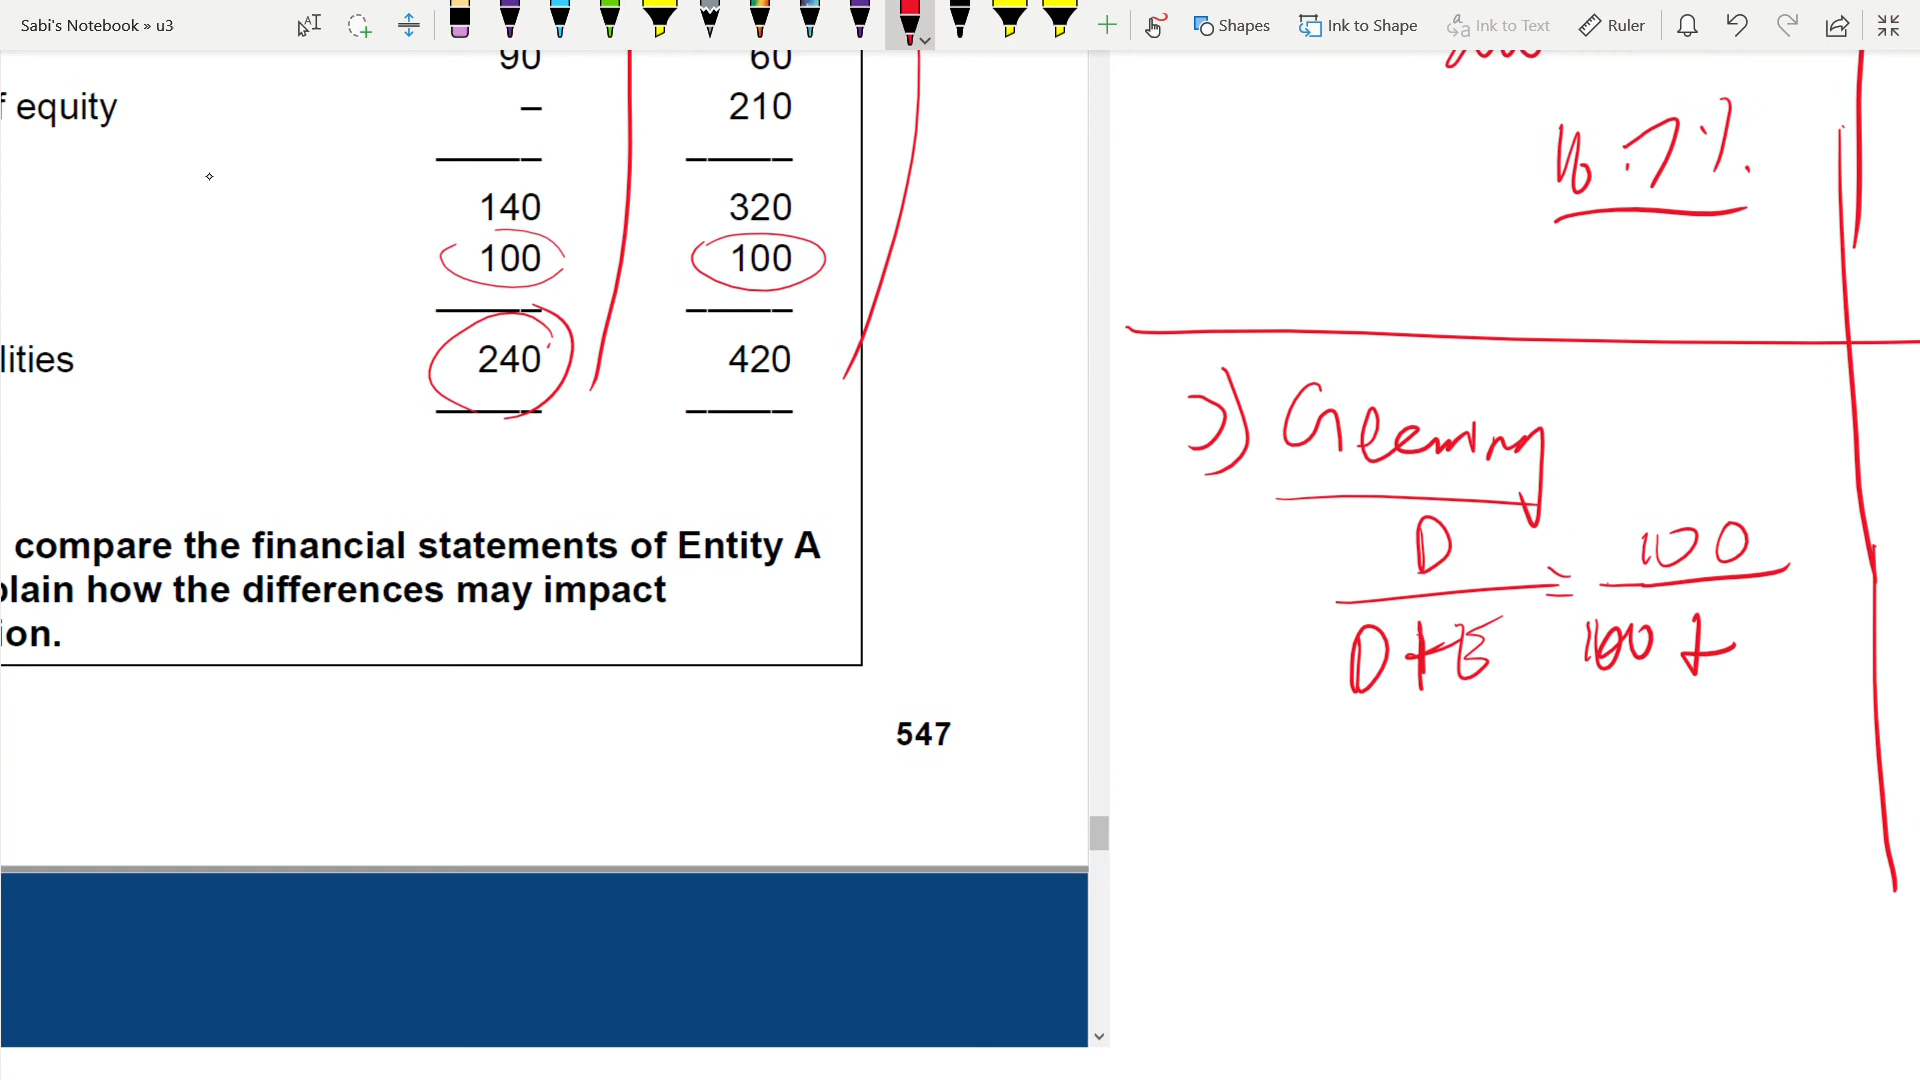 Sabi's Notebook » u3
Shapes
Ink to Shape
Ink to Text
Ruler
90 60
f equity – 210
140 320
100 100
lities 240 420
compare the financial statements of Entity A
plain how the differences may impact
ion.
547
16.7%.
D = 100
D+E 100 +